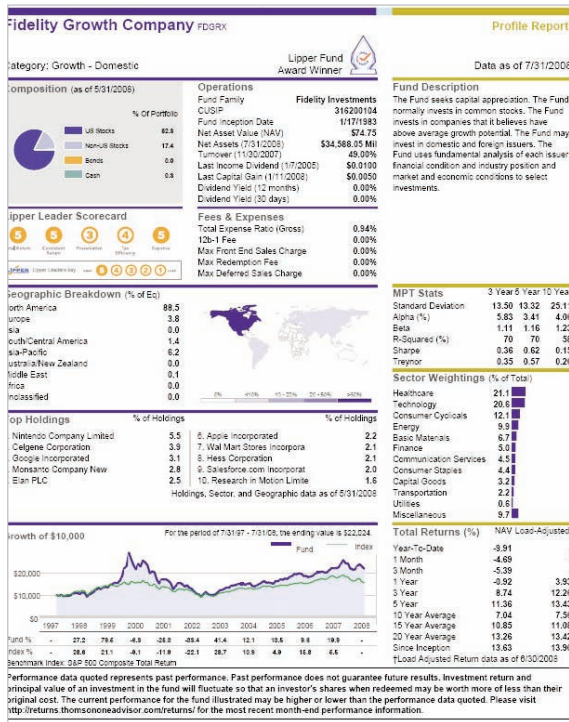 Fidelity Growth Company FDGRX
Profile Report
Category: Growth - Domestic
Lipper Fund
Award Winner
Data as of 7/31/2008
Composition (as of 5/31/2008)
% Of Portfolio
US Stocks
Non-US Stocks 17.4
Bonds 0.0
Cash
Operations
Fund Family Fidelity Investments
CUSIP 316200104
Fund Inception Date 1/17/1983
Net Asset Value (NAV) $74.75
Net Assets (7/31/2008) $34,588.05 Mil
Turnover (11/30/2007) 49.00%
Last Income Dividend (1/7/2005) $0.0100
Last Capital Gain (1/11/2008) $0.0050
Dividend Yield (12 months) 0.00%
Dividend Yield (30 days) 0.00%
Fund Description
The Fund seeks capital appreciation. The Fund
normally invests in common stocks. The Fund
invests in companies that it believes have
above average growth potential. The Fund may
invest in domestic and foreign issuers. The
Fund uses fundamental analysis of each issuer
financial condition and industry position and
market and economic conditions to select
investments.
Lipper Leader Scorecard
5 5 3 4 5
LIPPER 5 4 3 2 1
Fees & Expenses
Total Expense Ratio (Gross) 0.94%
12b-1 Fee 0.00%
Max Front End Sales Charge 0.00%
Max Redemption Fee 0.00%
Max Deferred Sales Charge 0.00%
Geographic Breakdown (% of Eq)
North America 88.5
Europe 3.8
Asia 0.0
South/Central America 1.4
Asia-Pacific 6.2
Australia/New Zealand 0.0
Middle East 0.1
Africa 0.0
Unclassified 0.0
MPT Stats 3 Year 5 Year 10 Year
Standard Deviation 13.50 13.32 25.11
Alpha (%) 5.83 3.41 4.06
Beta 1.11 1.16 1.23
R-Squared (%) 70 70 58
Sharpe 0.36 0.62 0.15
Treynor 0.35 0.57 0.20
Sector Weightings (% of Total)
Healthcare 21.1
Technology 20.6
Consumer Cyclicals 12.1
Energy 9.9
Basic Materials 6.7
Finance 5.0
Communication Services 4.5
Consumer Staples 4.4
Capital Goods 3.2
Transportation 2.2
Utilities 0.6
Miscellaneous 9.7
Top Holdings % of Holdings % of Holdings
. Nintendo Company Limited 5.5 6. Apple Incorporated 2.2
. Celgene Corporation 3.9 7. Wal Mart Stores Incorpora 2.1
. Google Incorporated 3.1 8. Hess Corporation 2.1
. Monsanto Company New 2.8 9. Salesforce.com Incorporat 2.0
. Elan PLC 2.5 10. Research in Motion Limite 1.6
Holdings, Sector, and Geographic data as of 5/31/2008
Growth of $10,000
For the period of 7/31/97 - 7/31/08, the ending value is $22,024.
Fund Index
$20,000
$10,000
$0
1997 1998 1999 2000 2001 2002 2003 2004 2005 2006 2007 2008
Fund % - 27.2 79.5 -6.3 -25.3 -33.4 41.4 12.1 13.5 9.6 19.9 -
Index % - 28.6 21.1 -9.1 -11.9 -22.1 28.7 10.9 4.9 15.8 5.5 -
Benchmark Index: S&P 500 Composite Total Return
Total Returns (%) NAV Load-Adjusted
Year-To-Date -9.91
1 Month -4.69
3 Month -5.39
1 Year -0.92 3.93
3 Year 8.74 12.20
5 Year 11.36 13.43
10 Year Average 7.04 7.56
15 Year Average 10.85 11.08
20 Year Average 13.26 13.42
Since Inception 13.63 13.90
†Load Adjusted Return data as of 6/30/2008
Performance data quoted represents past performance. Past performance does not guarantee future results. Investment return and
principal value of an investment in the fund will fluctuate so that an investor's shares when redeemed may be worth more of less than their
original cost. The current performance for the fund illustrated may be higher or lower than the performance data quoted. Please visit
http://returns.thomsononeadvisor.com/returns/ for the most recent month-end performance information.